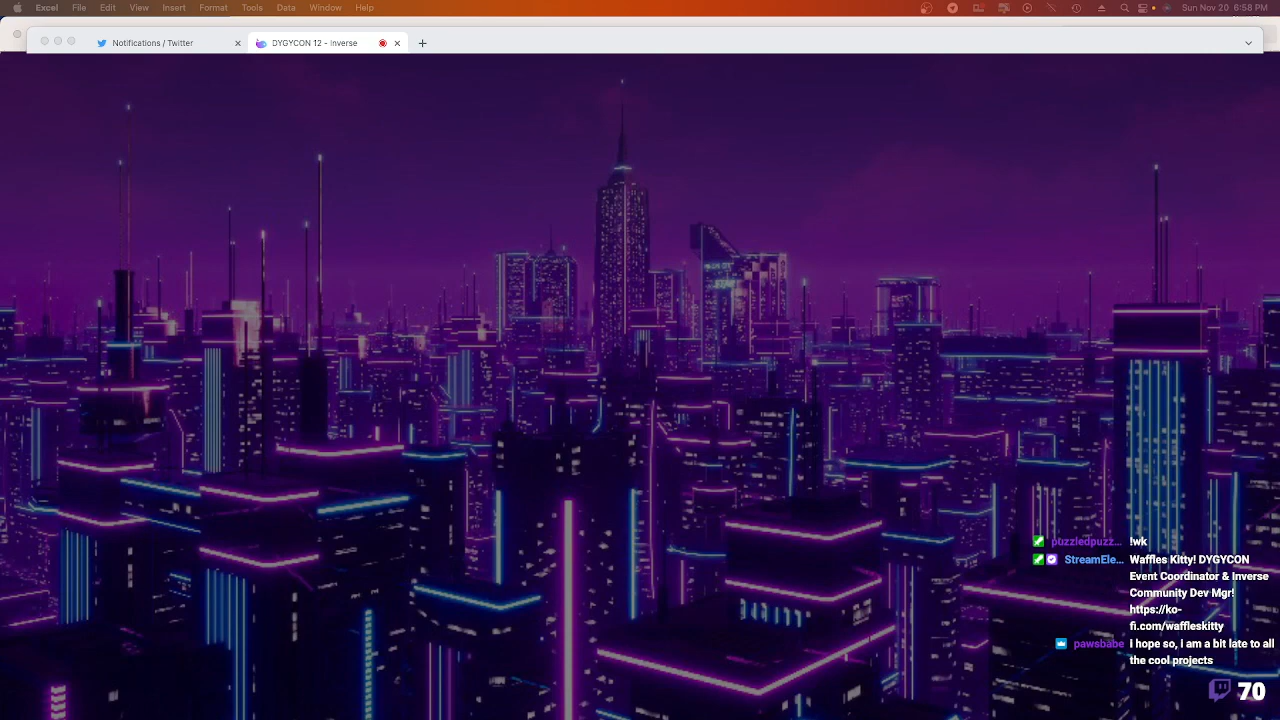 Excel File Edit View Insert Format Tools Data Window Help Sun Nov 20 6:58 PM
Notifications / Twitter DYGYCON 12 - Inverse
puzzledpuzz... !wk
StreamEle... Waffles Kitty! DYGYCON
Event Coordinator & Inverse
Community Dev Mgr!
https://ko-
fi.com/waffleskitty
pawsbabe i hope so, i am a bit late to all
the cool projects
70